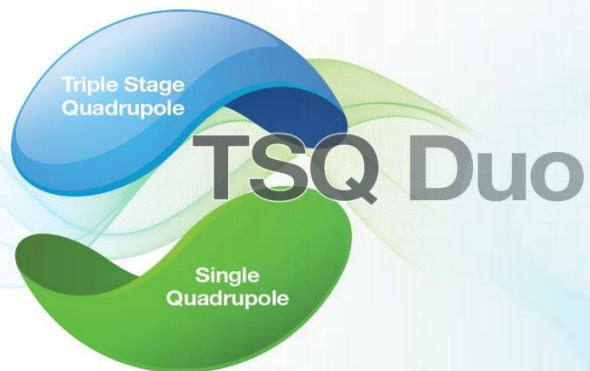 Triple Stage
Quadrupole
TSQ Duo
Single
Quadrupole